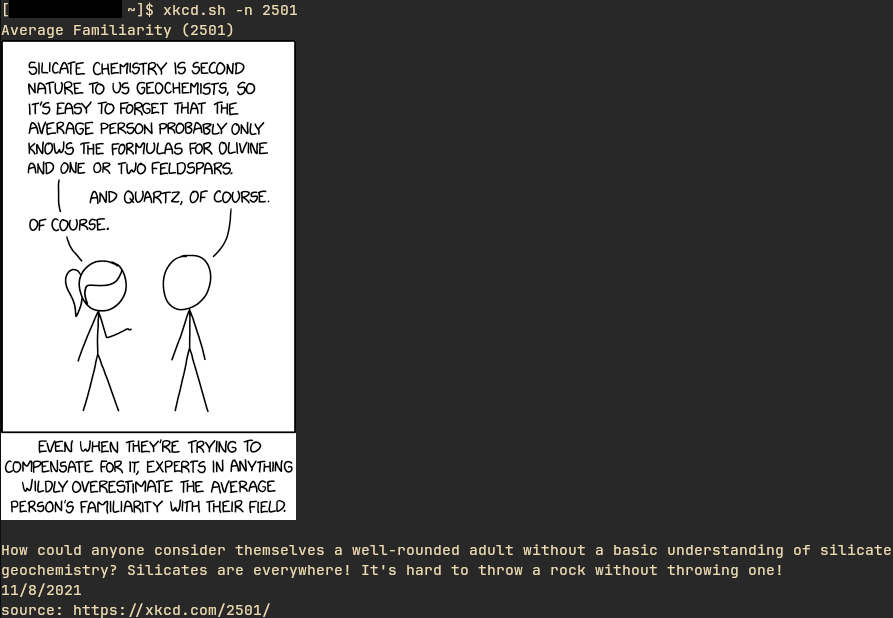 [ ~]$ xkcd.sh -n 2501
Average Familiarity (2501)
SILICATE CHEMISTRY IS SECOND
NATURE TO US GEOCHEMISTS, SO
IT'S EASY TO FORGET THAT THE
AVERAGE PERSON PROBABLY ONLY
KNOWS THE FORMULAS FOR OLIVINE
AND ONE OR TWO FELDSPARS.
AND QUARTZ, OF COURSE.
OF COURSE.
EVEN WHEN THEY'RE TRYING TO
COMPENSATE FOR IT, EXPERTS IN ANYTHING
WILDLY OVERESTIMATE THE AVERAGE
PERSON'S FAMILIARITY WITH THEIR FIELD.
How could anyone consider themselves a well-rounded adult without a basic understanding of silicate
geochemistry? Silicates are everywhere! It's hard to throw a rock without throwing one!
11/8/2021
source: https://xkcd.com/2501/